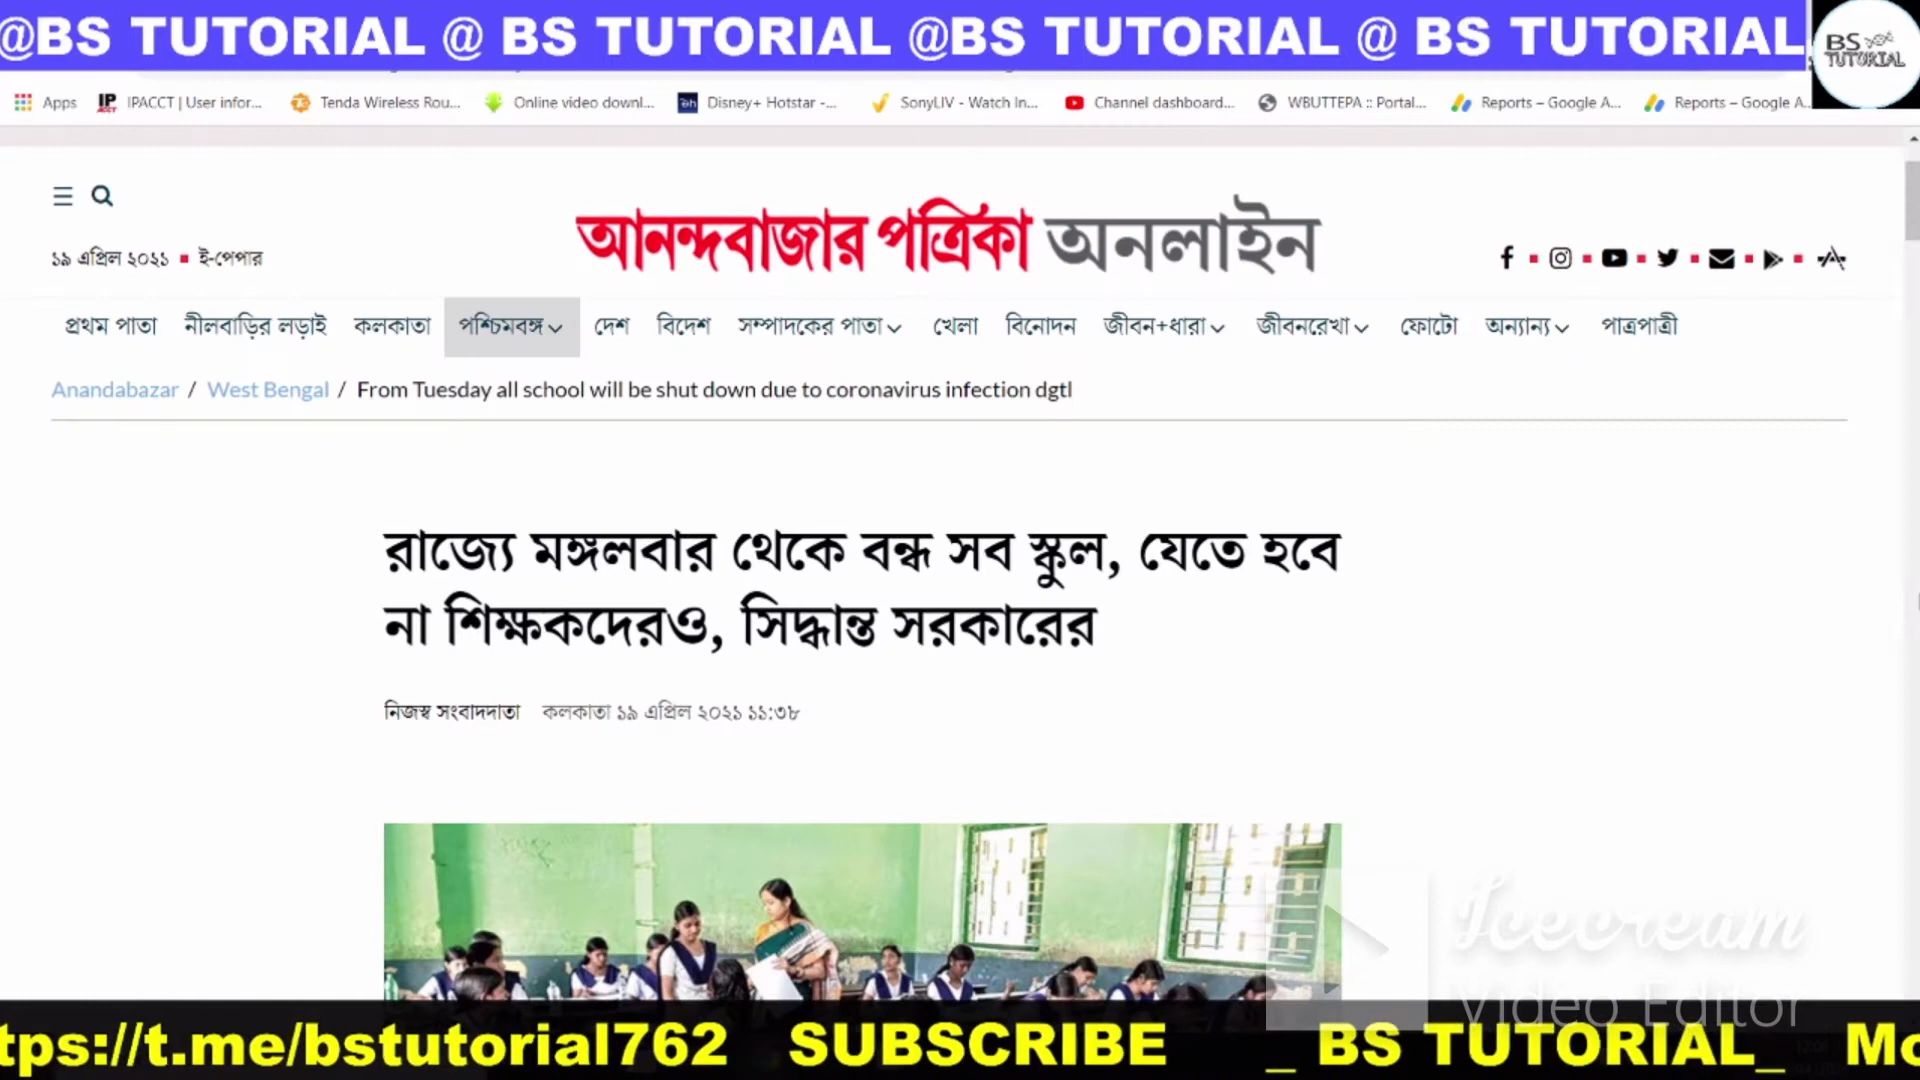 @BS TUTORIAL @ BS TUTORIAL @BS TUTORIAL @ BS TUTORIAL
BS TUTORIAL
Apps IPACCT | User infor... Tenda Wireless Rou... Online video downl... Disney+ Hotstar -... SonyLIV - Watch In... Channel dashboard... WBUTTEPA :: Portal... Reports – Google A... Reports – Google A...
আনন্দবাজার পত্রিকা অনলাইন
১৯ এপ্রিল ২০২১ ■ ই-পেপার
প্রথম পাতা নীলবাড়ির লড়াই কলকাতা পশ্চিমবঙ্গ দেশ বিদেশ সম্পাদকের পাতা খেলা বিনোদন জীবন+ধারা জীবনরেখা ফোটো অন্যান্য পাত্রপাত্রী
Anandabazar / West Bengal / From Tuesday all school will be shut down due to coronavirus infection dgtl
রাজ্যে মঙ্গলবার থেকে বন্ধ সব স্কুল, যেতে হবে
না শিক্ষকদেরও, সিদ্ধান্ত সরকারের
নিজস্ব সংবাদদাতা কলকাতা ১৯ এপ্রিল ২০২১ ১১:৩৮
Icecream
Video Editor
tps://t.me/bstutorial762 SUBSCRIBE _ BS TUTORIAL_ Mo